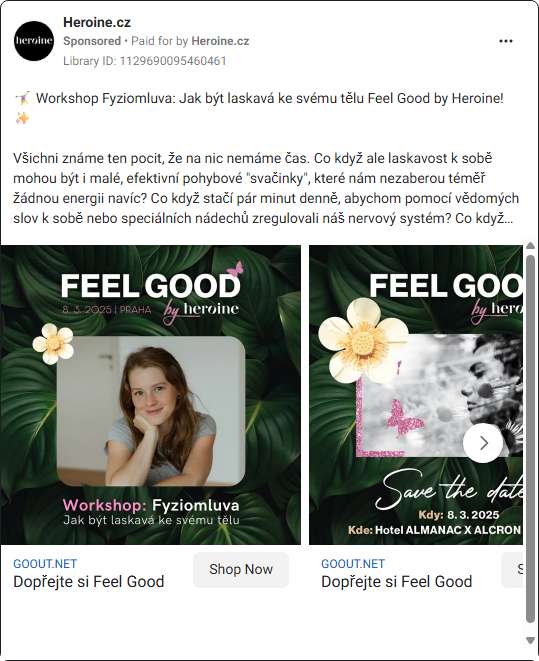 heroine
Heroine.cz
Sponsored • Paid for by Heroine.cz
Library ID: 1129690095460461
Workshop Fyziomluva: Jak být laskavá ke svému tělu Feel Good by Heroine!
Všichni známe ten pocit, že na nic nemáme čas. Co když ale laskavost k sobě
mohou být i malé, efektivní pohybové "svačinky", které nám nezaberou téměř
žádnou energii navíc? Co když stačí pár minut denně, abychom pomocí vědomých
slov k sobě nebo speciálních nádechů zregulovali náš nervový systém? Co když...
FEEL GOOD
8. 3. 2025 | PRAHA by heroine
Workshop: Fyziomluva
Jak být laskavá ke svému tělu
GOOUT.NET
Dopřejte si Feel Good
Shop Now
FEEL GOO
by hero
Save the date
Kdy: 8. 3. 2025
Kde: Hotel ALMANAC X ALCRON
GOOUT.NET
Dopřejte si Feel Good
S